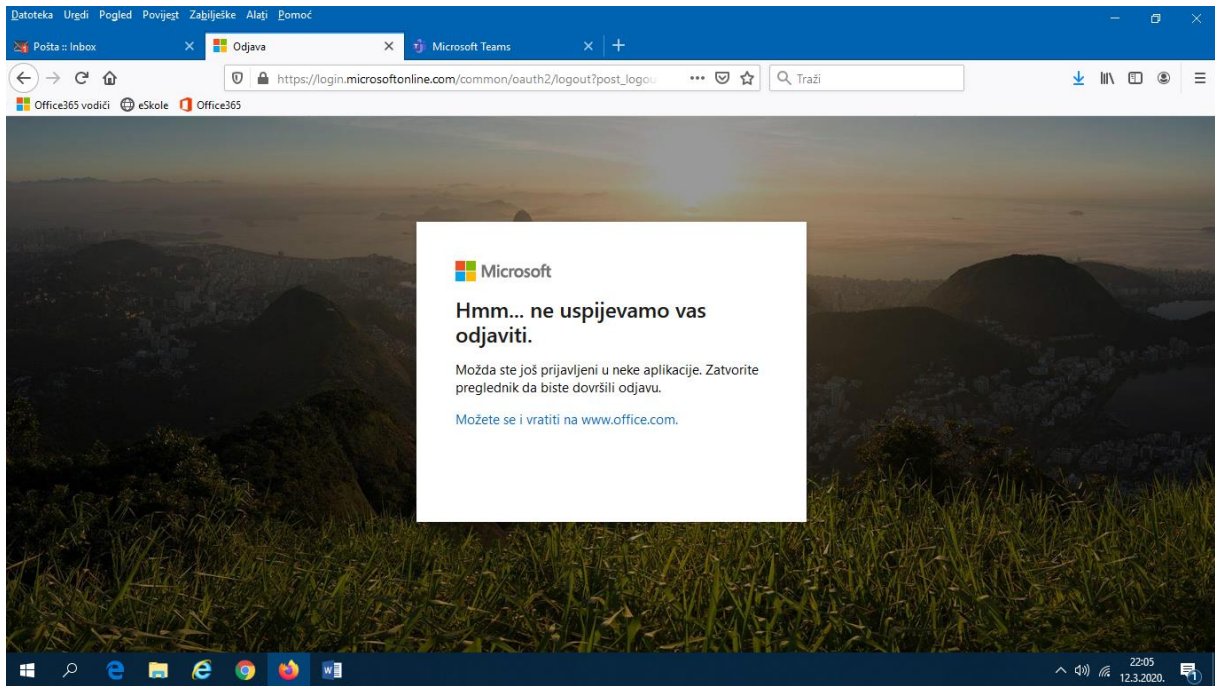 Datoteka Uredi Pogled Povijest Zabilješke Alati Pomoć
Pošta :: Inbox
Odjava
Microsoft Teams
https://login.microsoftonline.com/common/oauth2/logout?post_logou
Traži
Office365 vodiči eSkole Office365
Microsoft
Hmm... ne uspijevamo vas
odjaviti.
Možda ste još prijavljeni u neke aplikacije. Zatvorite
preglednik da biste dovršili odjavu.
Možete se i vratiti na www.office.com.
22:05
12.3.2020.
1